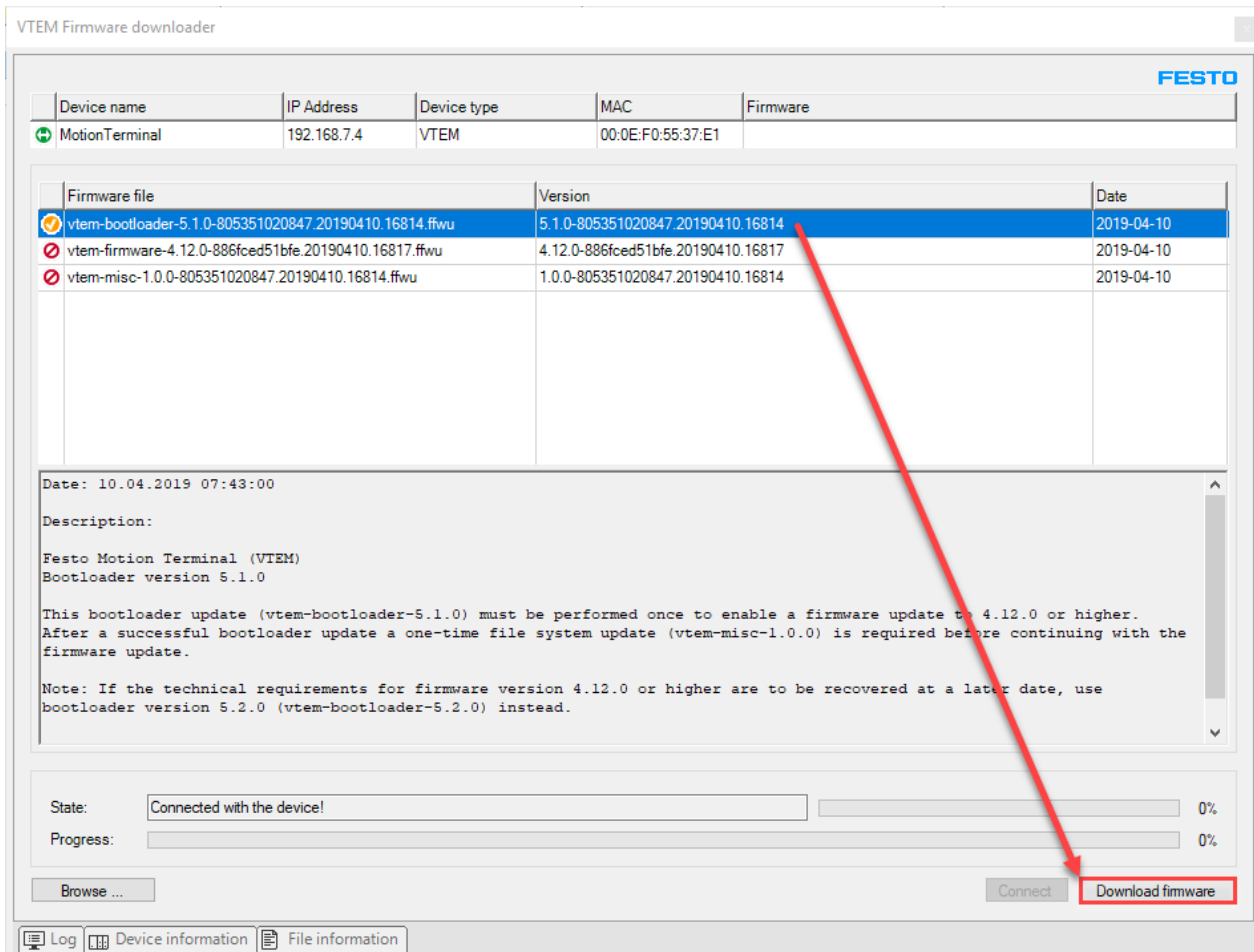 VTEM Firmware downloader
FESTO
Device name IP Address Device type MAC Firmware
MotionTerminal 192.168.7.4 VTEM 00:0E:F0:55:37:E1
Firmware file Version Date
vtem-bootloader-5.1.0-805351020847.20190410.16814.ffwu 5.1.0-805351020847.20190410.16814 2019-04-10
vtem-firmware-4.12.0-886fced51bfe.20190410.16817.ffwu 4.12.0-886fced51bfe.20190410.16817 2019-04-10
vtem-misc-1.0.0-805351020847.20190410.16814.ffwu 1.0.0-805351020847.20190410.16814 2019-04-10
Date: 10.04.2019 07:43:00
Description:
Festo Motion Terminal (VTEM)
Bootloader version 5.1.0
This bootloader update (vtem-bootloader-5.1.0) must be performed once to enable a firmware update to 4.12.0 or higher.
After a successful bootloader update a one-time file system update (vtem-misc-1.0.0) is required before continuing with the
firmware update.
Note: If the technical requirements for firmware version 4.12.0 or higher are to be recovered at a later date, use
bootloader version 5.2.0 (vtem-bootloader-5.2.0) instead.
State: Connected with the device! 0%
Progress: 0%
Browse ... Connect Download firmware
Log Device information File information